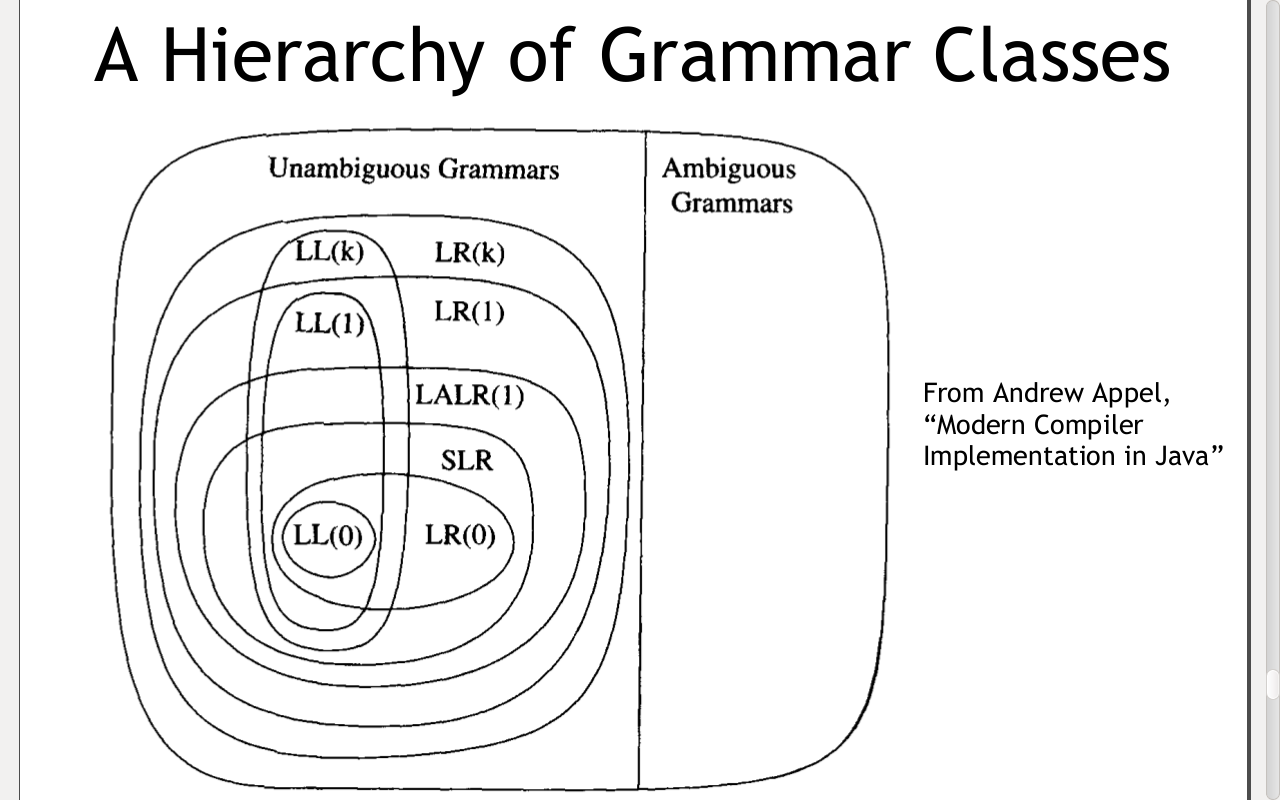 A Hierarchy of Grammar Classes
Unambiguous Grammars
Ambiguous
Grammars
LL(k)
LR(k)
LL(1)
LR(1)
LALR(1)
SLR
LL(0)
LR(0)
From Andrew Appel,
“Modern Compiler
Implementation in Java”